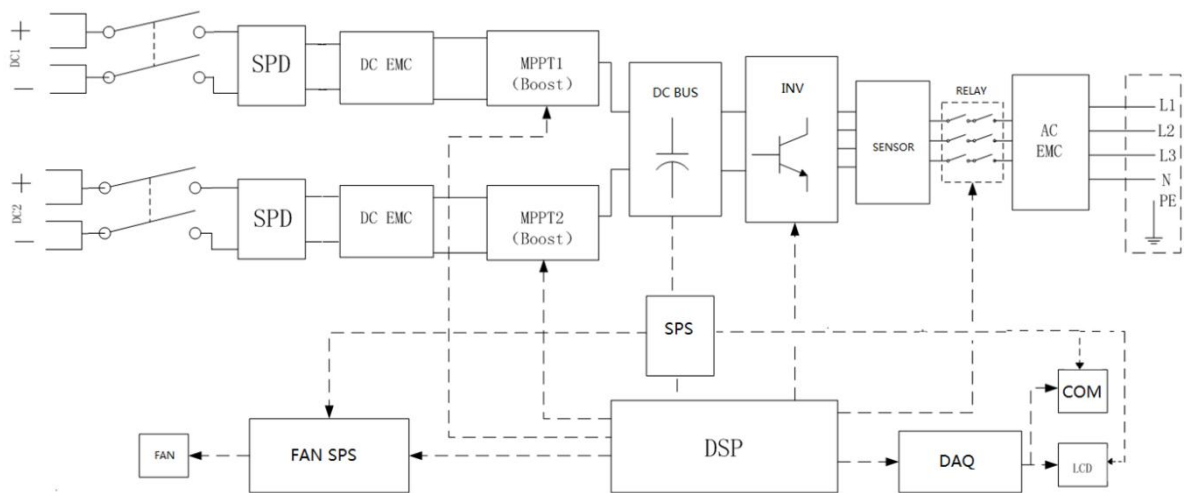 DC1
+
−
SPD
DC EMC
MPPT1
(Boost)
DC BUS
INV
SENSOR
RELAY
AC
EMC
L1
L2
L3
N
PE
DC2
+
−
SPD
DC EMC
MPPT2
(Boost)
SPS
COM
FAN
FAN SPS
DSP
DAQ
LCD